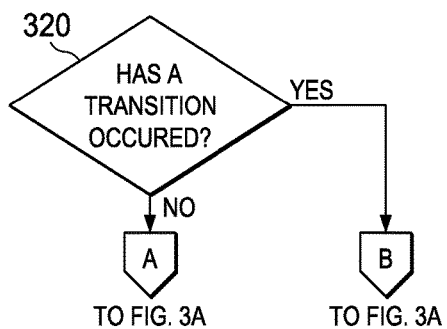 320
HAS A
TRANSITION
OCCURED?
YES
NO
A
B
TO FIG. 3A
TO FIG. 3A